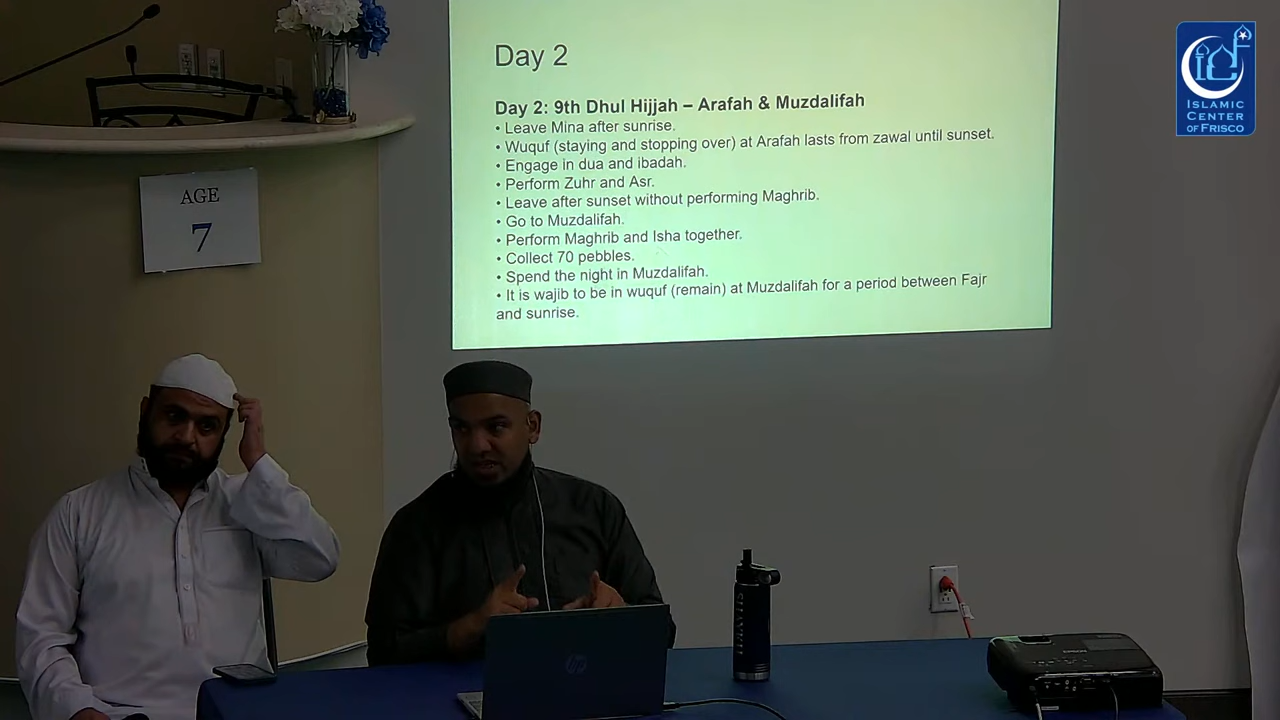 Day 2
Day 2: 9th Dhul Hijjah – Arafah & Muzdalifah
• Leave Mina after sunrise.
• Wuquf (staying and stopping over) at Arafah lasts from zawal until sunset.
• Engage in dua and ibadah.
• Perform Zuhr and Asr.
• Leave after sunset without performing Maghrib.
• Go to Muzdalifah.
• Perform Maghrib and Isha together.
• Collect 70 pebbles.
• Spend the night in Muzdalifah.
• It is wajib to be in wuquf (remain) at Muzdalifah for a period between Fajr
and sunrise.
ISLAMIC
CENTER
OF FRISCO
AGE
7
hp
EPSON